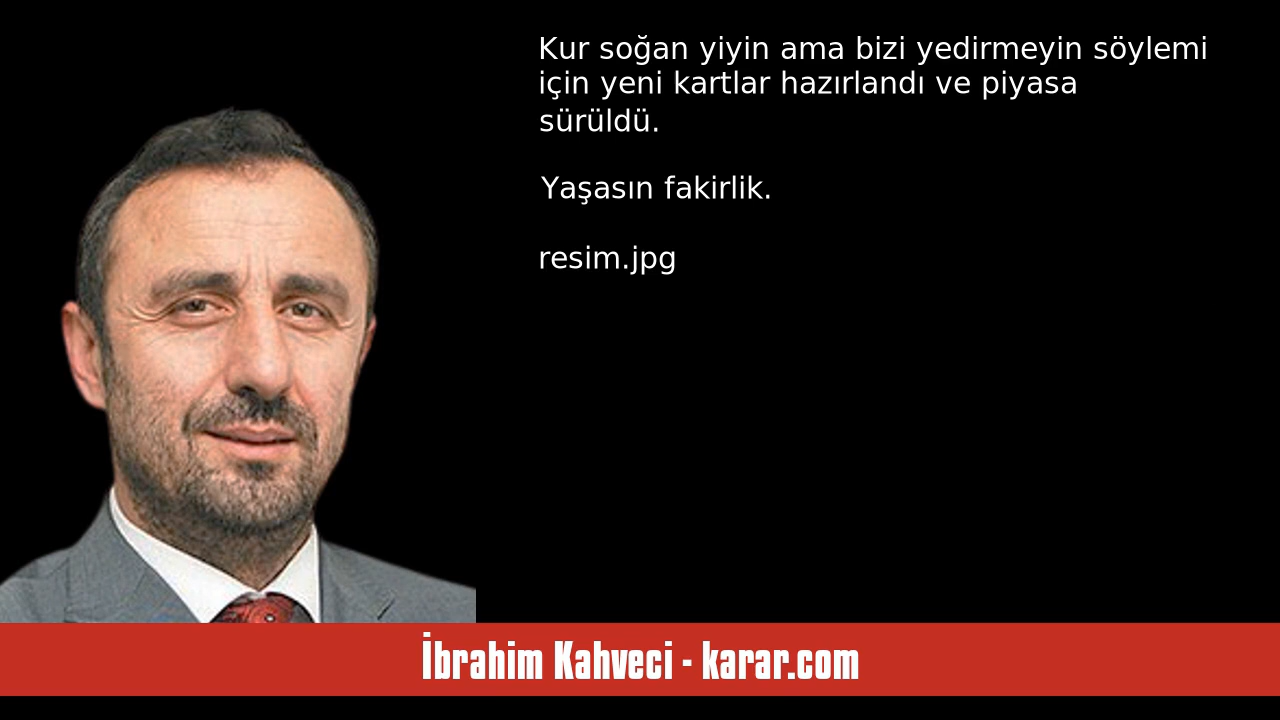 Kur soğan yiyin ama bizi yedirmeyin söylemi
için yeni kartlar hazırlandı ve piyasa
sürüldü.
Yaşasın fakirlik.
resim.jpg
İbrahim Kahveci - karar.com